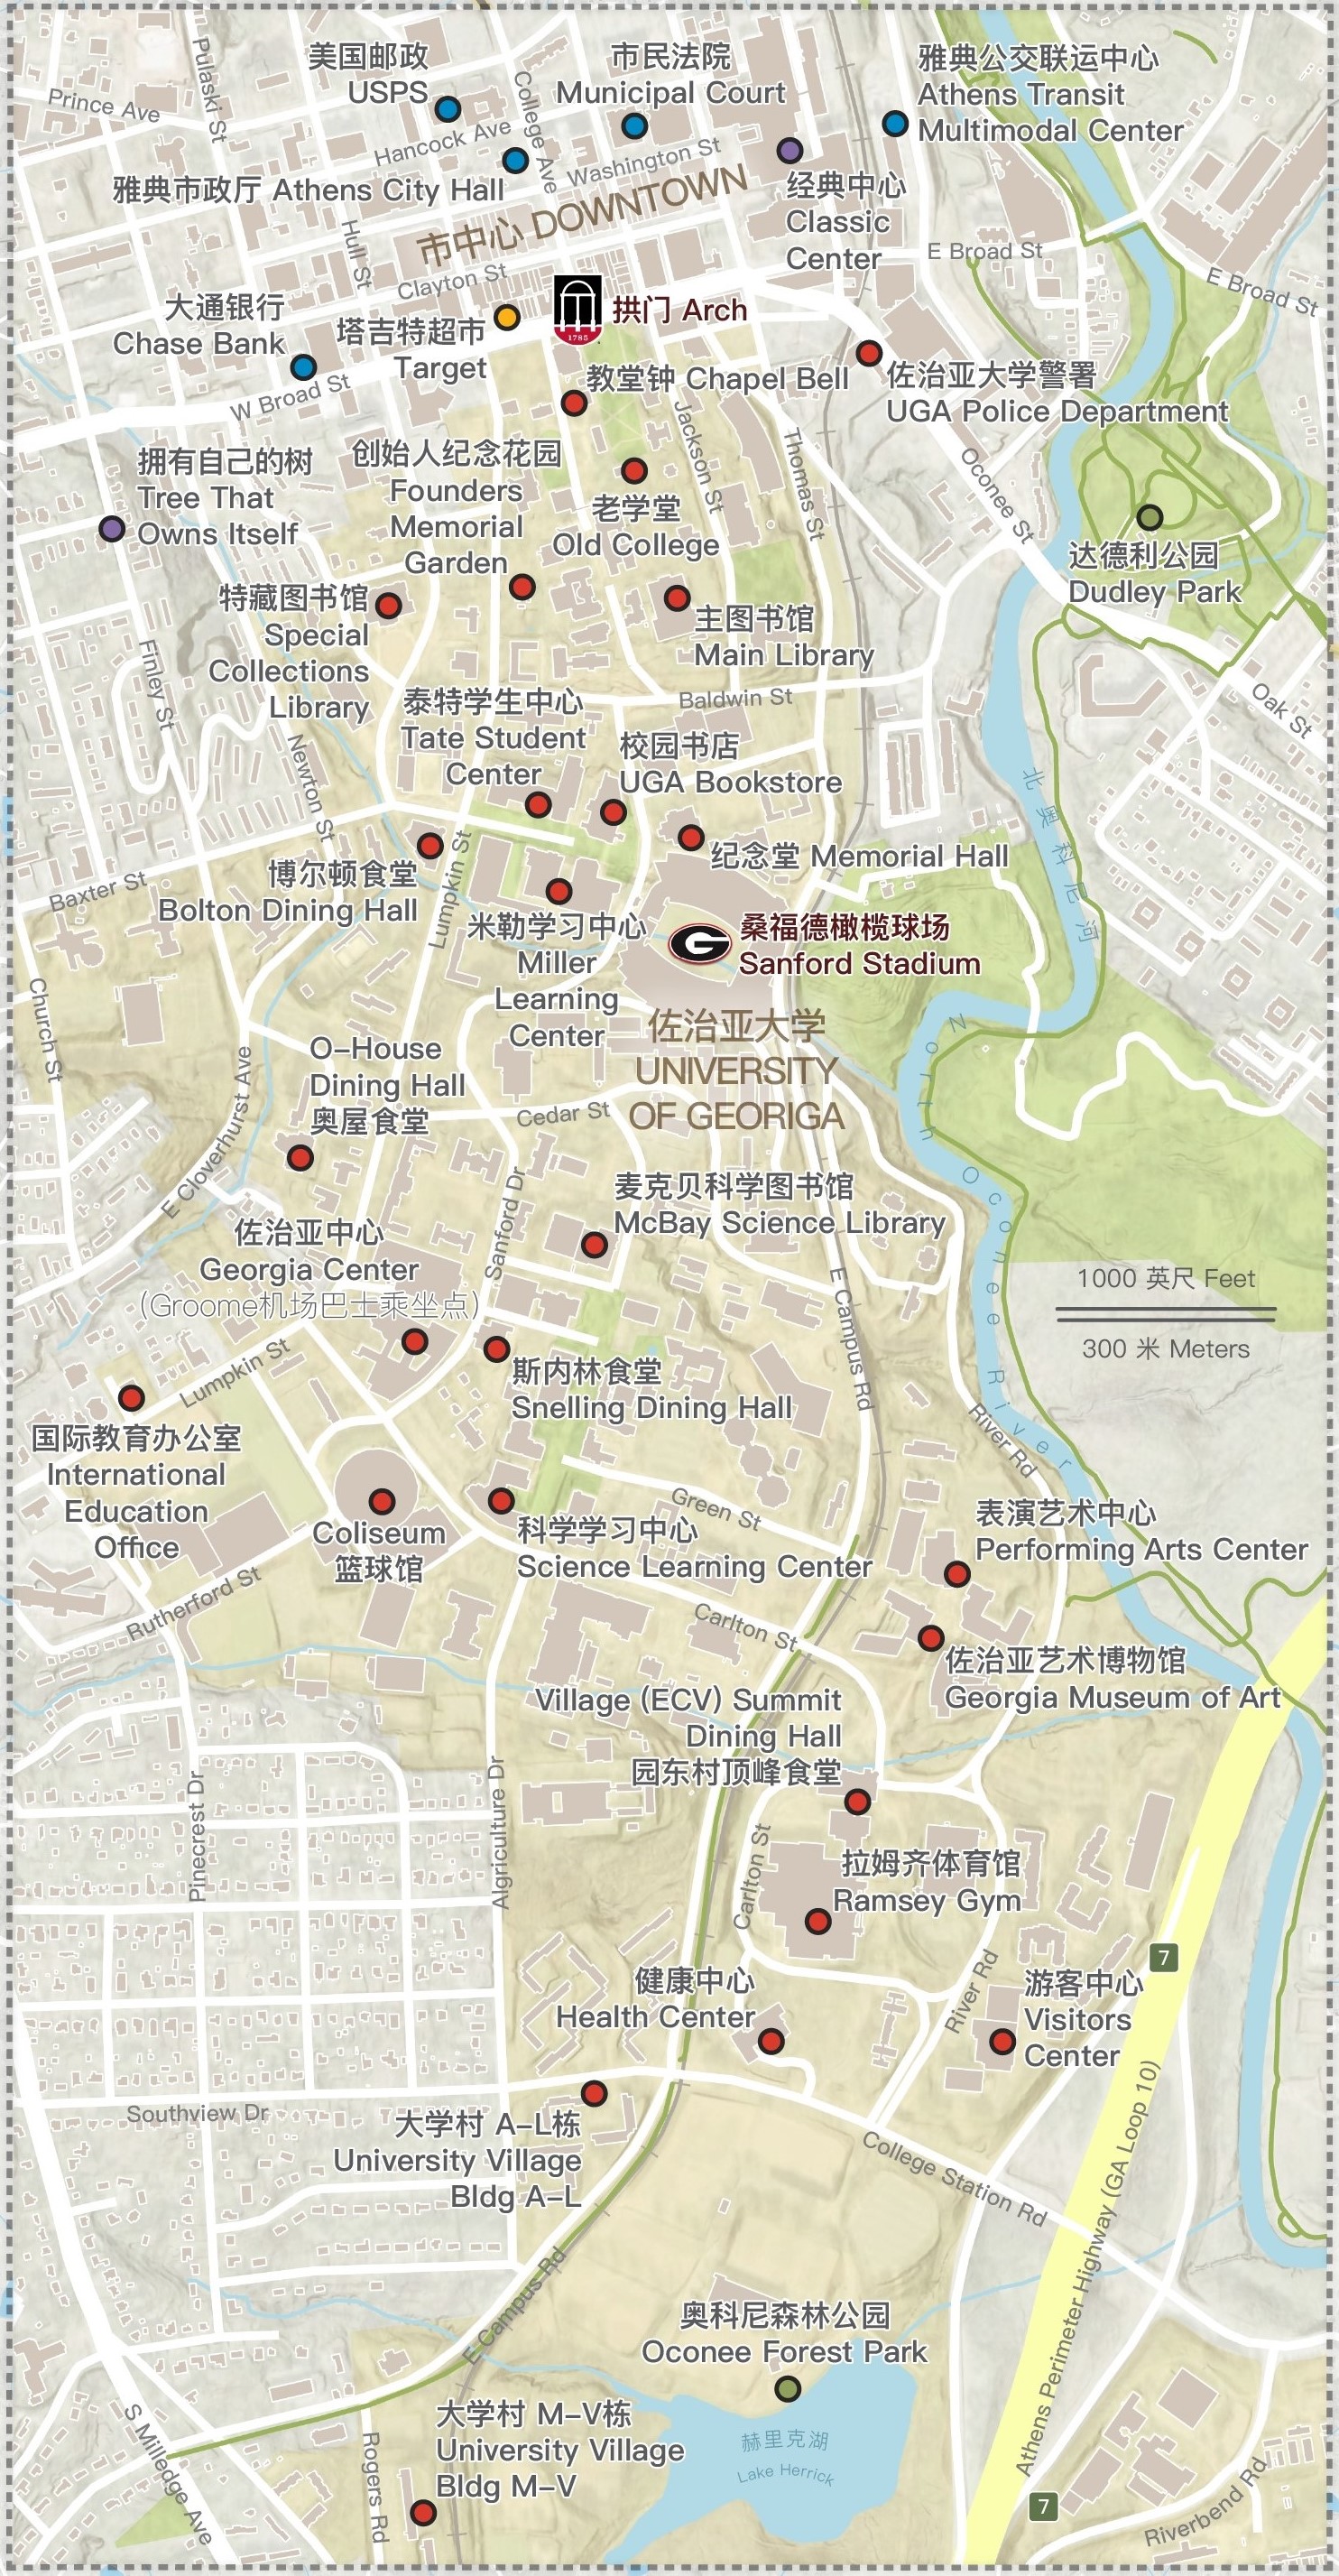 美国邮政
USPS
市民法院
Municipal Court
雅典公交联运中心
Athens Transit
Multimodal Center
Prince Ave
Pulaski St
College Ave
Hancock Ave
Washington St
雅典市政厅 Athens City Hall
市中心 DOWNTOWN
经典中心
Classic
Center
E Broad St
E Broad St
Hull St
Clayton St
大通银行
Chase Bank
塔吉特超市
Target
1785
拱门 Arch
W Broad St
教堂钟 Chapel Bell
佐治亚大学警署
UGA Police Department
拥有自己的树
Tree That
Owns Itself
创始人纪念花园
Founders
Memorial
Garden
Jackson St
Thomas St
Oconee St
老学堂
Old College
达德利公园
Dudley Park
特藏图书馆
Special
Collections
Library
主图书馆
Main Library
Finley St
Baldwin St
Oak St
泰特学生中心
Tate Student
Center
校园书店
UGA Bookstore
Newton St
北奥科尼河
纪念堂 Memorial Hall
博尔顿食堂
Bolton Dining Hall
Baxter St
Lumpkin St
米勒学习中心
Miller
Learning
Center
G
桑福德橄榄球场
Sanford Stadium
Church St
佐治亚大学
UNIVERSITY
OF GEORIGA
North Oconee River
O-House
Dining Hall
奥屋食堂
Cedar St
E Cloverhurst Ave
Sanford Dr
麦克贝科学图书馆
McBay Science Library
佐治亚中心
Georgia Center
(Groome机场巴士乘坐点)
E Campus Rd
1000 英尺 Feet
300 米 Meters
Lumpkin St
斯内林食堂
Snelling Dining Hall
River Rd
国际教育办公室
International
Education
Office
Coliseum
篮球馆
Green St
科学学习中心
Science Learning Center
表演艺术中心
Performing Arts Center
Rutherford St
Carlton St
佐治亚艺术博物馆
Georgia Museum of Art
Village (ECV) Summit
Dining Hall
园东村顶峰食堂
Pinecrest Dr
Algriculture Dr
Carlton St
拉姆齐体育馆
Ramsey Gym
7
健康中心
Health Center
River Rd
游客中心
Visitors
Center
Southview Dr
大学村 A-L栋
University Village
Bldg A-L
College Station Rd
Athens Perimeter Highway (GA Loop 10)
E Campus Rd
奥科尼森林公园
Oconee Forest Park
大学村 M-V栋
University Village
Bldg M-V
赫里克湖
Lake Herrick
S Milledge Ave
Rogers Rd
7
Riverbend Rd